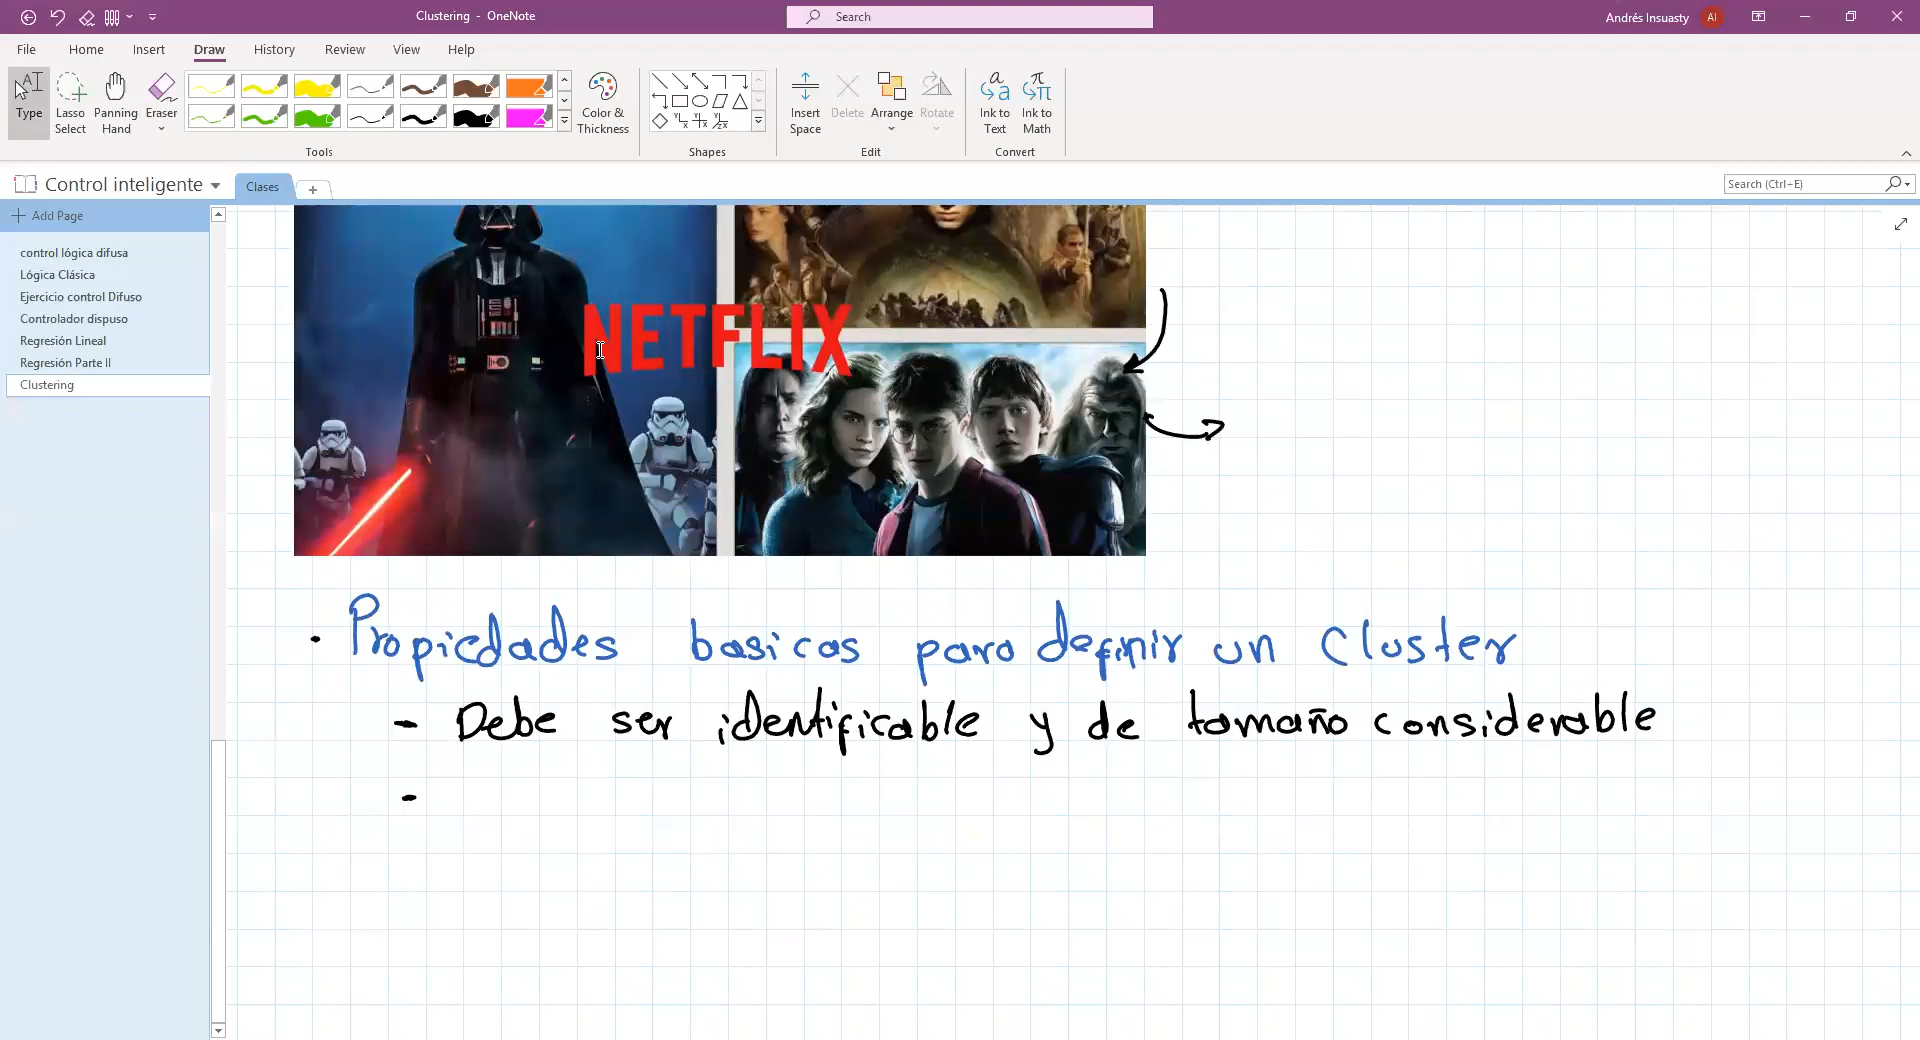 Clustering - OneNote
Search
Andrés Insuasty
AI
File Home Insert Draw History Review View Help
Type
Lasso Select
Panning Hand
Eraser
Color & Thickness
Insert Space
Delete
Arrange
Rotate
Ink to Text
Ink to Math
Tools
Shapes
Edit
Convert
Control inteligente
Clases
Search (Ctrl+E)
Add Page
control lógica difusa
Lógica Clásica
Ejercicio control Difuso
Controlador dispuso
Regresión Lineal
Regresión Parte II
Clustering
NETFLIX
• Propiedades basicas para definir un Cluster
- Debe ser identificable y de tamaño considerable
-